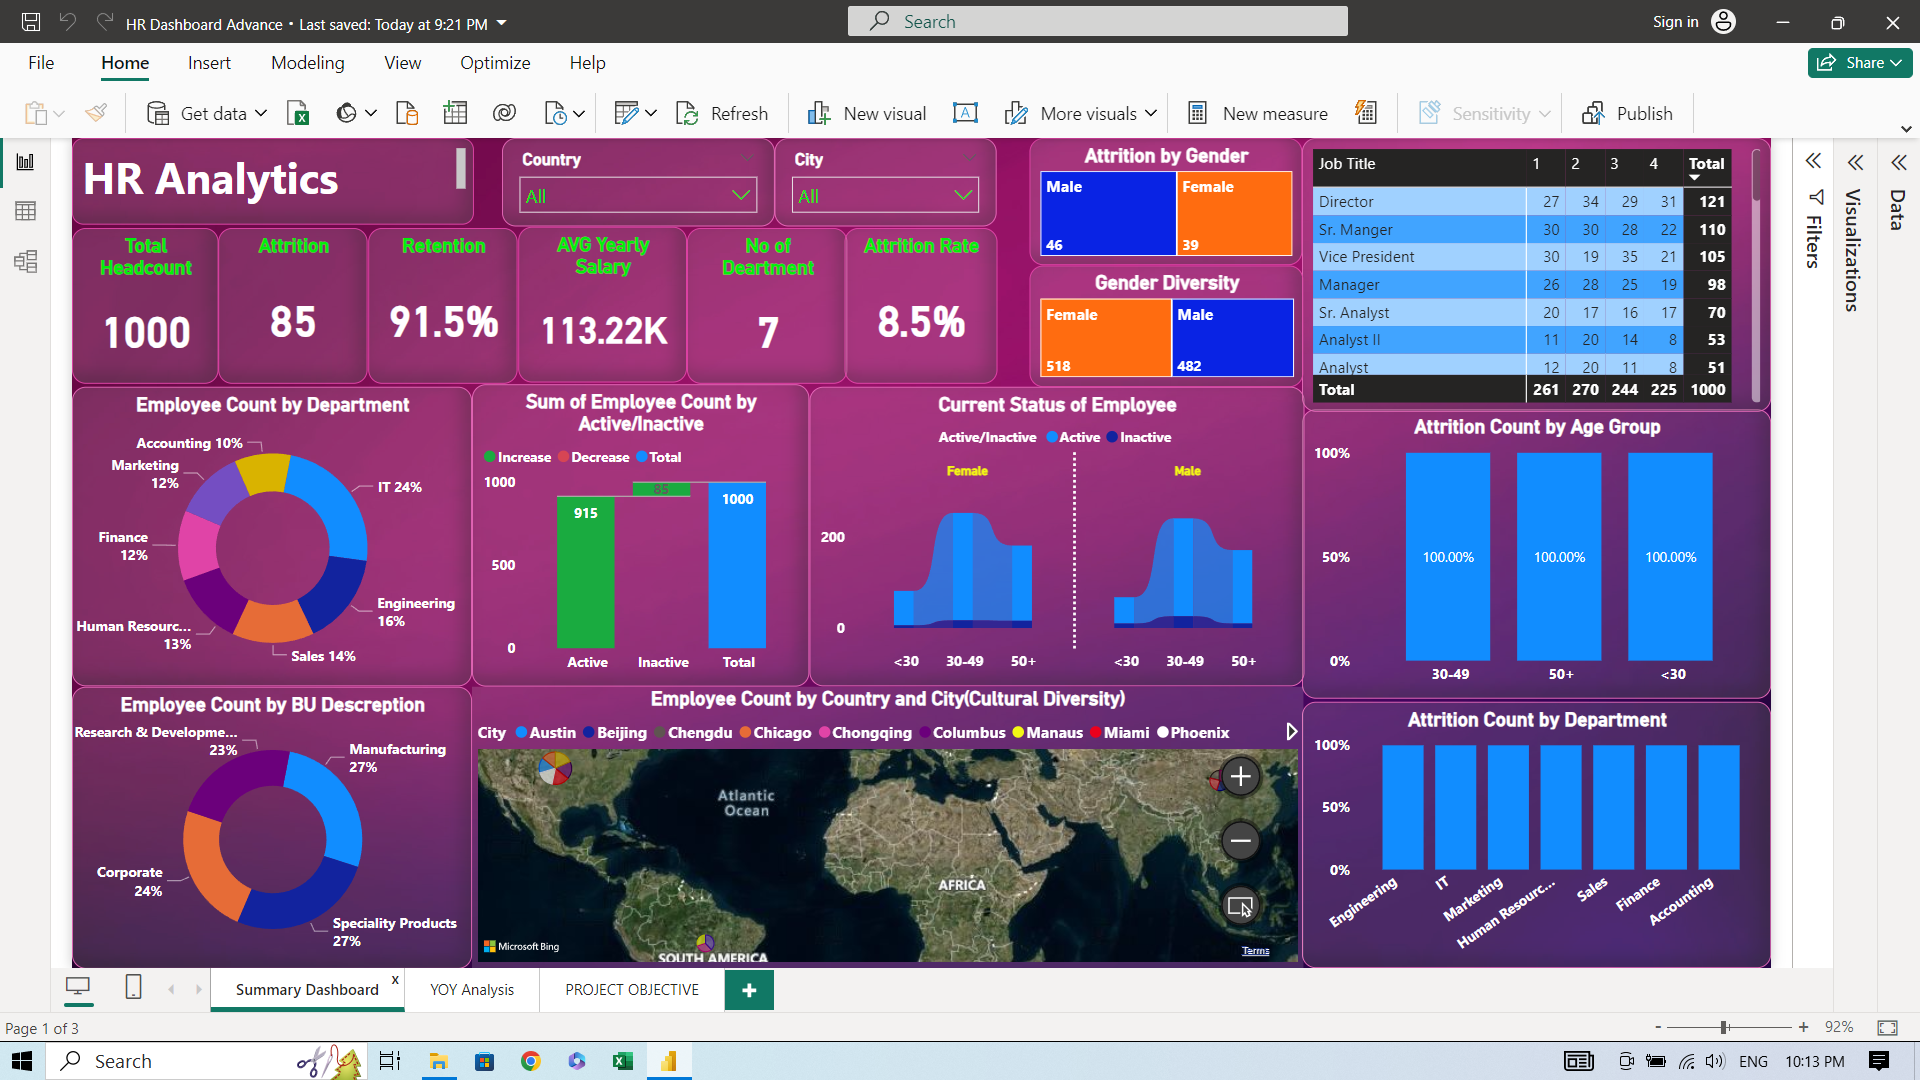 HR Dashboard Advance • Last saved: Today at 9:21 PM
Search
Sign in
File
Home
Insert
Modeling
View
Optimize
Help
Share
Get data
Refresh
New visual
More visuals
New measure
Sensitivity
Publish
HR Analytics
Country
All
City
All
Total
Headcount
1000
Attrition
85
Retention
91.5%
AVG Yearly
Salary
113.22K
No of
Deartment
7
Attrition Rate
8.5%
Attrition by Gender
Male
46
Female
39
Gender Diversity
Female
518
Male
482
Job Title 1 2 3 4 Total
Director 27 34 29 31 121
Sr. Manger 30 30 28 22 110
Vice President 30 19 35 21 105
Manager 26 28 25 19 98
Sr. Analyst 20 17 16 17 70
Analyst II 11 20 14 8 53
Analyst 12 20 11 8 51
Total 261 270 244 225 1000
Filters
Visualizations
Data
Employee Count by Department
Accounting 10%
Marketing
12%
IT 24%
Finance
12%
Engineering
16%
Human Resourc...
13%
Sales 14%
Sum of Employee Count by
Active/Inactive
Increase Decrease Total
1000
500
0
915
85
1000
Active Inactive Total
Current Status of Employee
Active/Inactive Active Inactive
Female
Male
200
0
<30 30-49 50+
<30 30-49 50+
Attrition Count by Age Group
100%
50%
0%
100.00% 100.00% 100.00%
30-49 50+ <30
Employee Count by BU Descreption
Research & Developme...
23%
Manufacturing
27%
Corporate
24%
Speciality Products
27%
Employee Count by Country and City(Cultural Diversity)
City Austin Beijing Chengdu Chicago Chongqing Columbus Manaus Miami Phoenix
Atlantic
Ocean
AFRICA
SOUTH AMERICA
Microsoft Bing
Terms
Attrition Count by Department
100%
50%
0%
Engineering
IT
Marketing
Human Resourc...
Sales
Finance
Accounting
Summary Dashboard x
YOY Analysis
PROJECT OBJECTIVE
+
Page 1 of 3
- + 92%
Search
ENG
10:13 PM